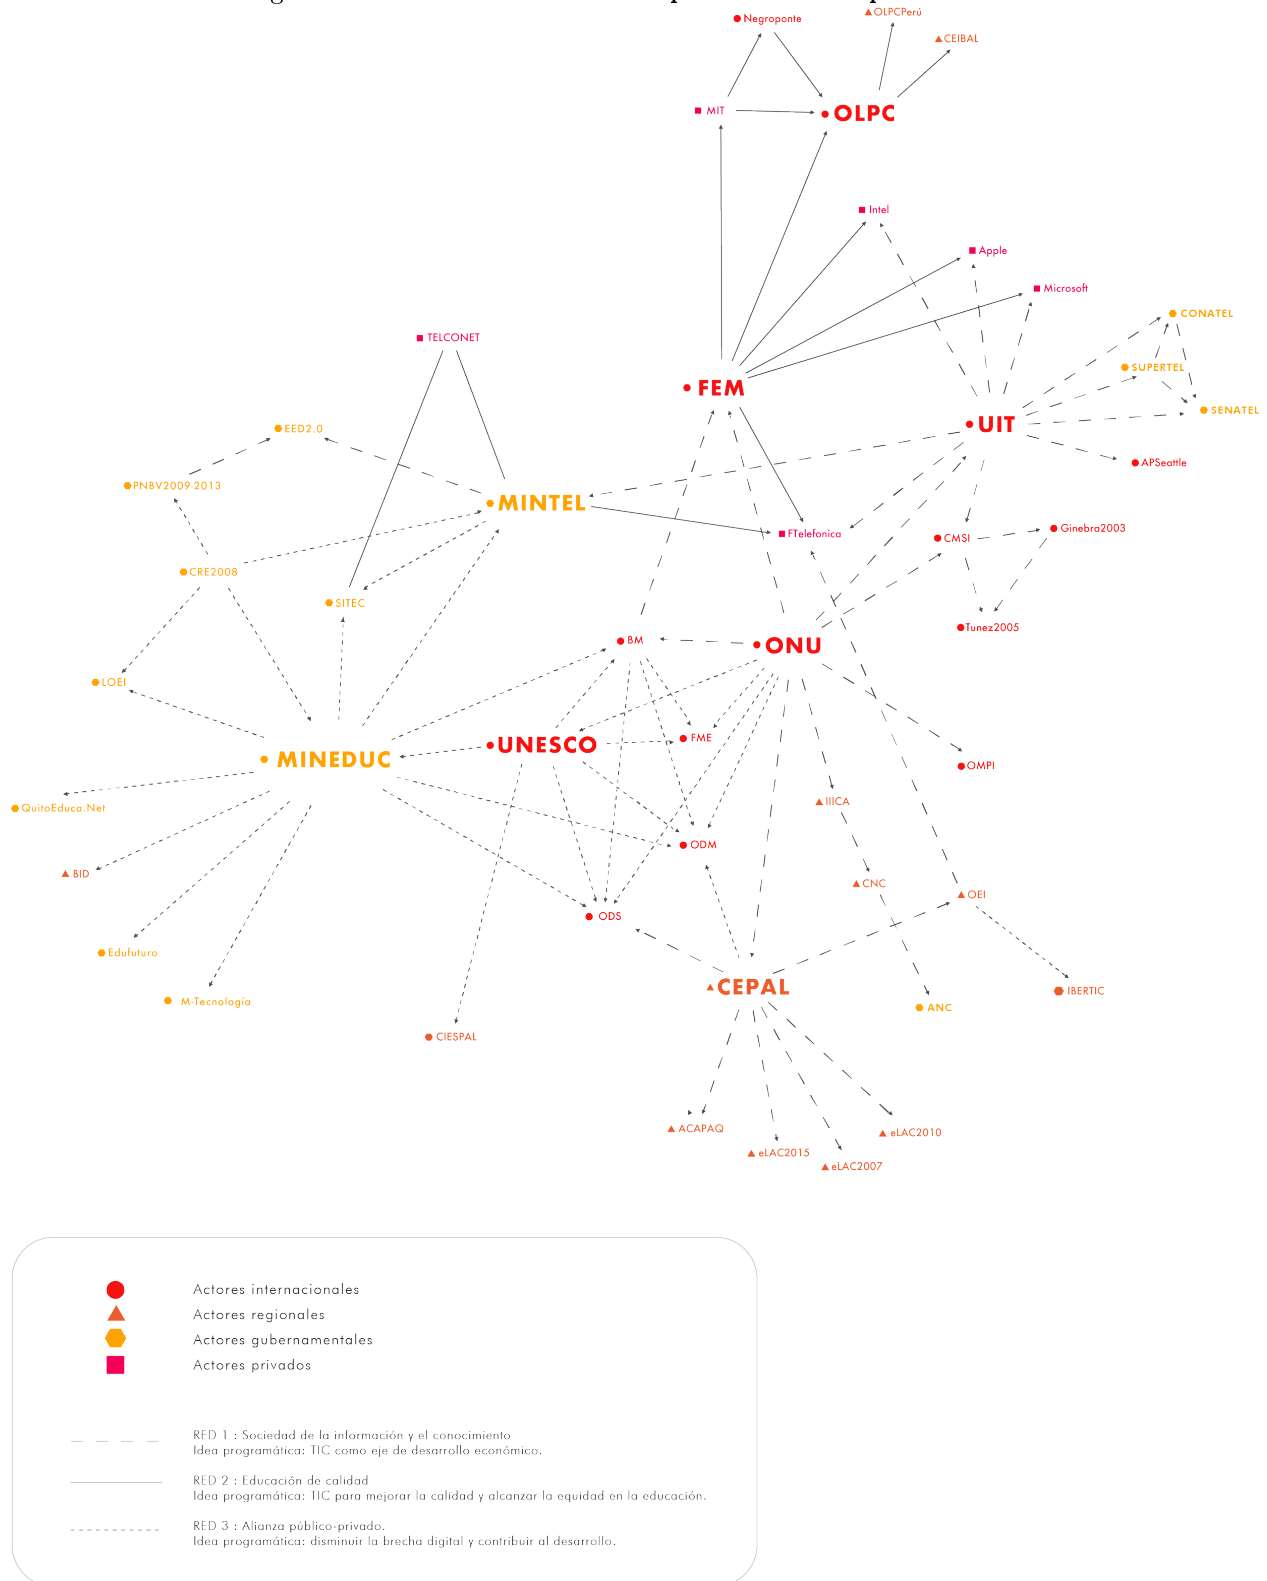 Negroponte
OLPCPerú
CEIBAL
MIT
OLPC
Intel
Apple
Microsoft
CONATEL
TELCONET
SUPERTEL
FEM
SENATEL
UIT
EED2.0
APSeattle
PNBV2009-2013
MINTEL
Ginebra2003
FTelefonica
CMSI
CRE2008
SITEC
Tunez2005
BM
ONU
LOEI
FME
UNESCO
MINEDUC
OMPI
IIICA
QuitoEduca.Net
ODM
BID
CNC
OEI
ODS
Edufuturo
CEPAL
IBERTIC
M-Tecnología
ANC
CIESPAL
ACAPAQ
eLAC2010
eLAC2015
eLAC2007
Actores internacionales
Actores regionales
Actores gubernamentales
Actores privados
RED 1 : Sociedad de la información y el conocimiento
Idea programática: TIC como eje de desarrollo económico.
RED 2 : Educación de calidad
Idea programática: TIC para mejorar la calidad y alcanzar la equidad en la educación.
RED 3 : Alianza público-privado.
Idea programática: disminuir la brecha digital y contribuir al desarrollo.